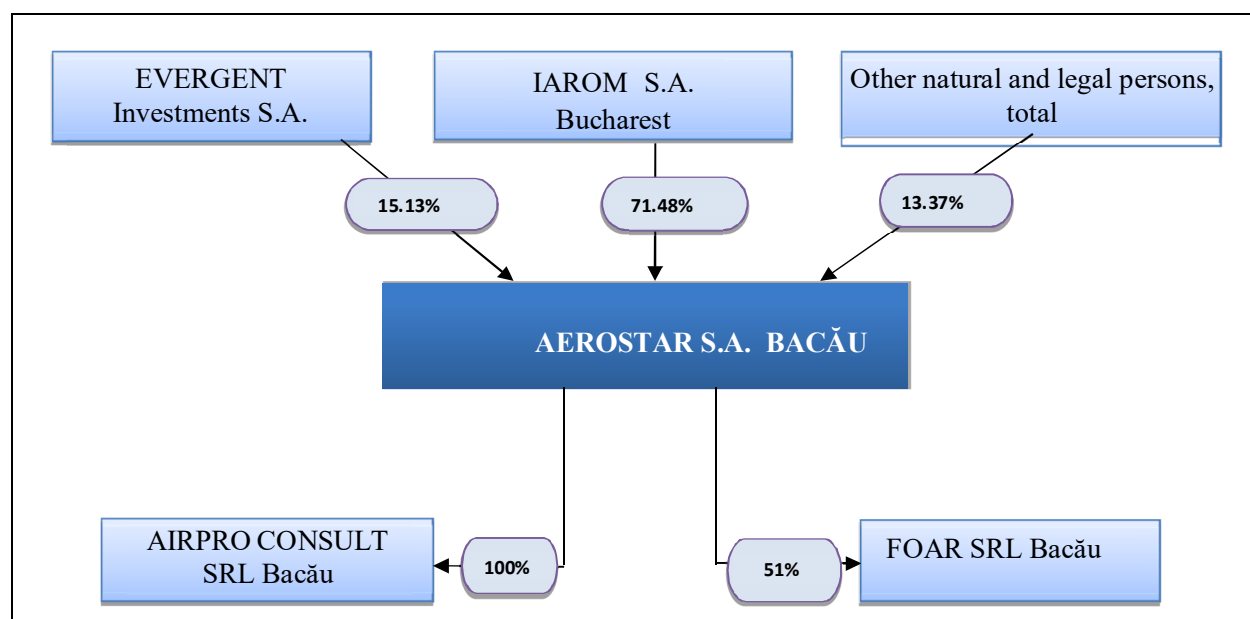 EVERGENT
Investments S.A.
IAROM S.A.
Bucharest
Other natural and legal persons,
total
15.13%
71.48%
13.37%
AEROSTAR S.A. BACĂU
AIRPRO CONSULT
SRL Bacău
100%
51%
FOAR SRL Bacău